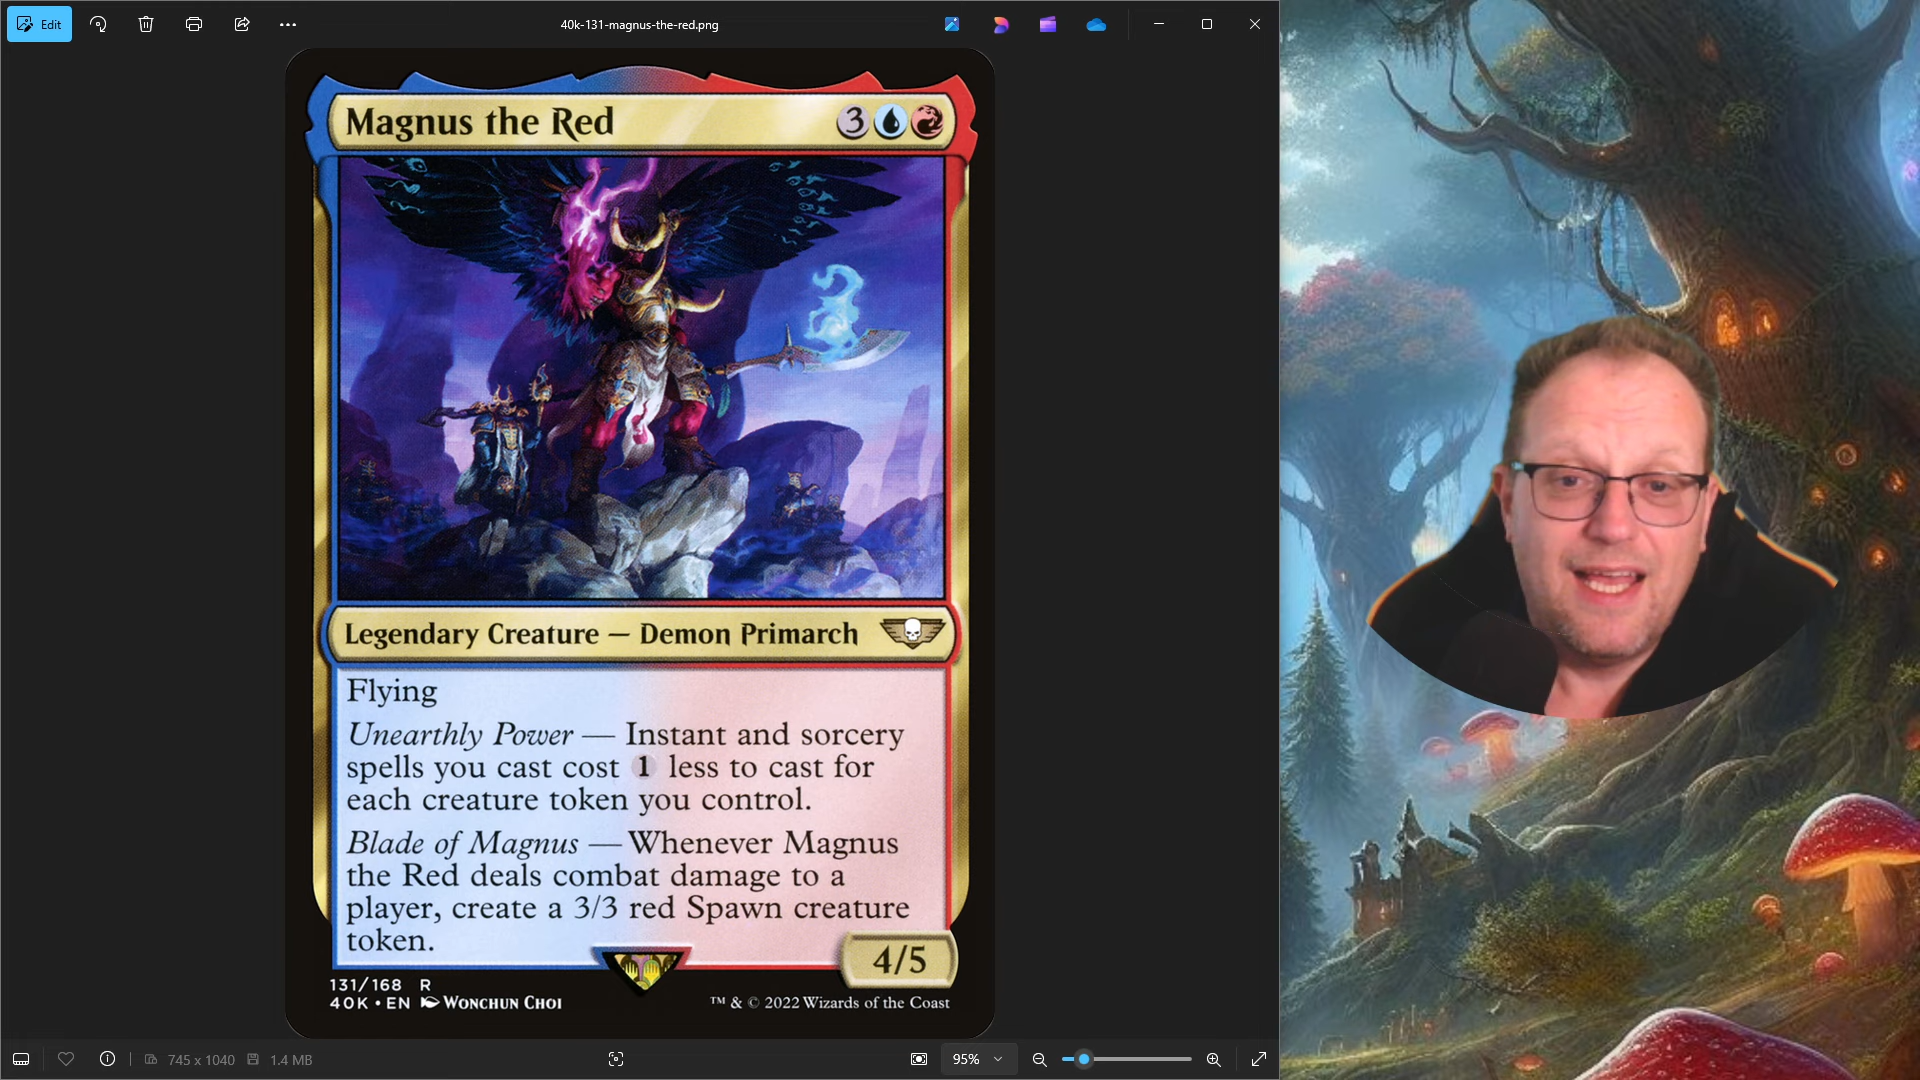 Edit
40k-131-magnus-the-red.png
Magnus the Red
3
Legendary Creature — Demon Primarch
Flying
Unearthly Power — Instant and sorcery
spells you cast cost 1 less to cast for
each creature token you control.
Blade of Magnus — Whenever Magnus
the Red deals combat damage to a
player, create a 3/3 red Spawn creature
token.
4/5
131/168 R
40K • EN Wonchun Choi
™ & © 2022 Wizards of the Coast
745 x 1040
1.4 MB
95%